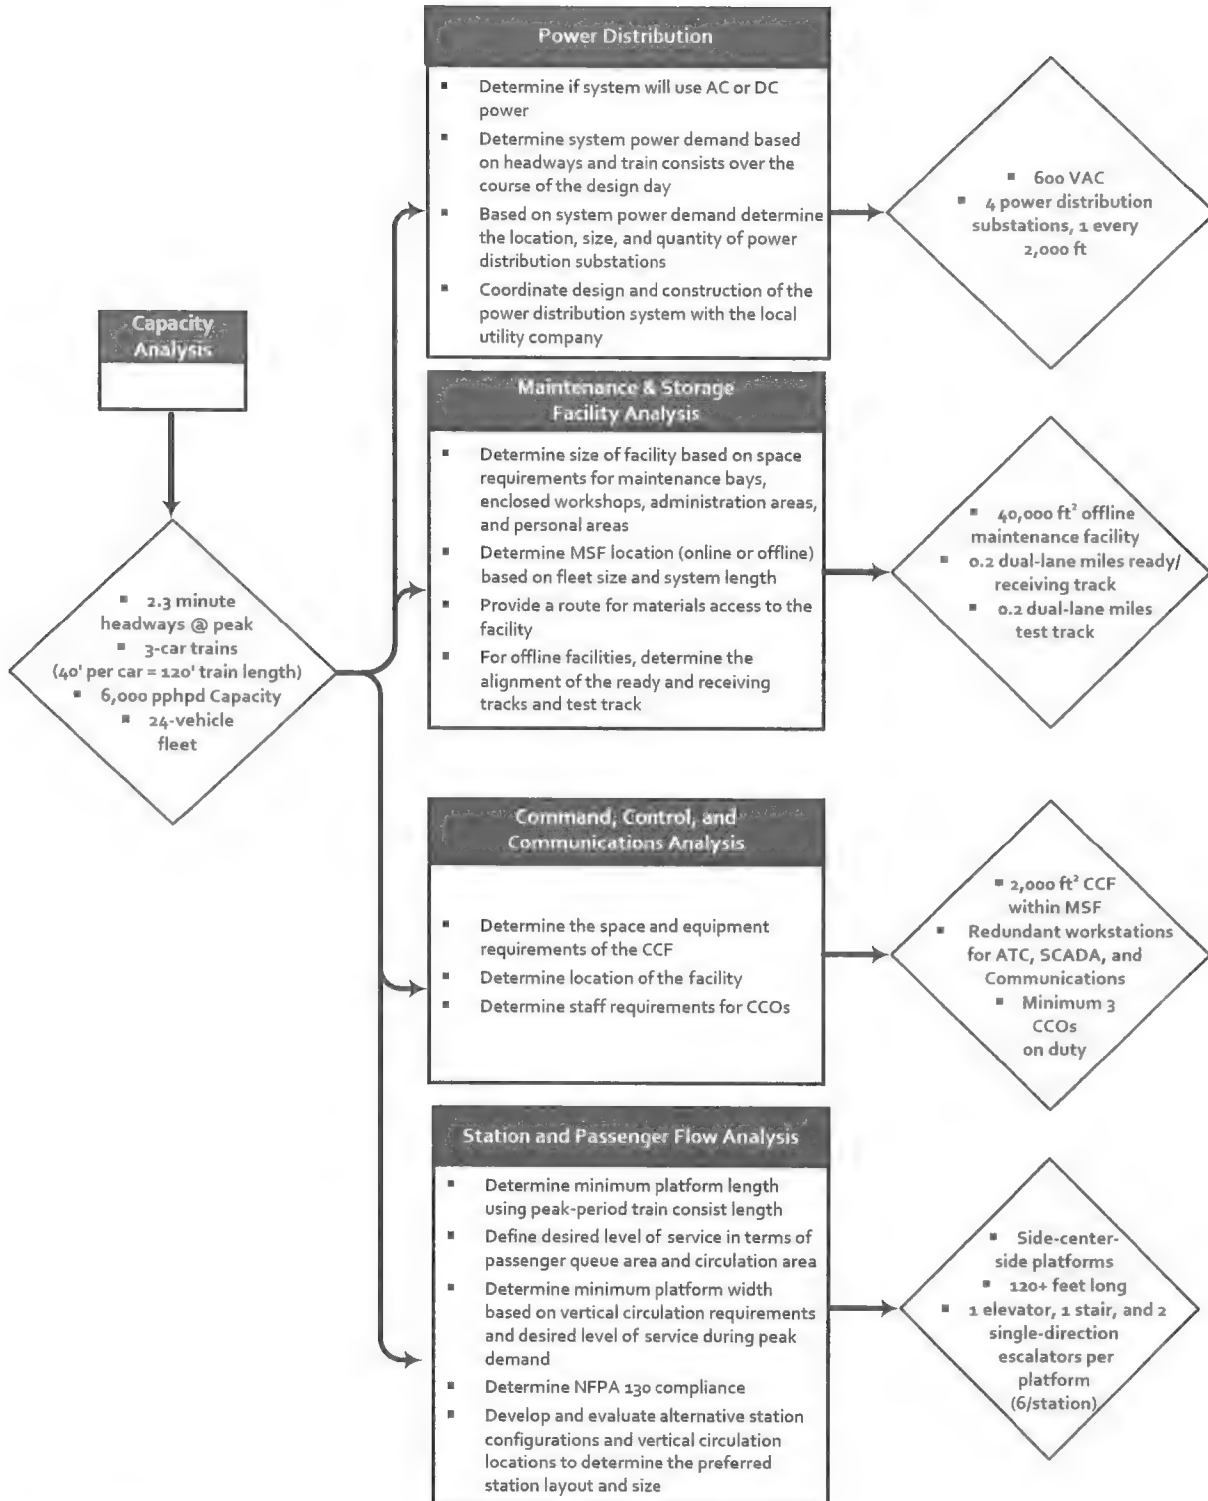 Capacity
Analysis
▪ 2.3 minute
headways @ peak
▪ 3-car trains
(40' per car = 120' train length)
▪ 6,000 pphpd Capacity
▪ 24-vehicle
fleet
Power Distribution
▪ Determine if system will use AC or DC
power
▪ Determine system power demand based
on headways and train consists over the
course of the design day
▪ Based on system power demand determine
the location, size, and quantity of power
distribution substations
▪ Coordinate design and construction of the
power distribution system with the local
utility company
▪ 600 VAC
▪ 4 power distribution
substations, 1 every
2,000 ft
Maintenance & Storage
Facility Analysis
▪ Determine size of facility based on space
requirements for maintenance bays,
enclosed workshops, administration areas,
and personal areas
▪ Determine MSF location (online or offline)
based on fleet size and system length
▪ Provide a route for materials access to the
facility
▪ For offline facilities, determine the
alignment of the ready and receiving
tracks and test track
▪ 40,000 ft² offline
maintenance facility
▪ 0.2 dual-lane miles ready/
receiving track
▪ 0.2 dual-lane miles
test track
Command, Control, and
Communications Analysis
▪ Determine the space and equipment
requirements of the CCF
▪ Determine location of the facility
▪ Determine staff requirements for CCOs
▪ 2,000 ft² CCF
within MSF
▪ Redundant workstations
for ATC, SCADA, and
Communications
▪ Minimum 3
CCOs
on duty
Station and Passenger Flow Analysis
▪ Determine minimum platform length
using peak-period train consist length
▪ Define desired level of service in terms of
passenger queue area and circulation area
▪ Determine minimum platform width
based on vertical circulation requirements
and desired level of service during peak
demand
▪ Determine NFPA 130 compliance
▪ Develop and evaluate alternative station
configurations and vertical circulation
locations to determine the preferred
station layout and size
▪ Side-center-
side platforms
▪ 120+ feet long
▪ 1 elevator, 1 stair, and 2
single-direction
escalators per
platform
(6/station)